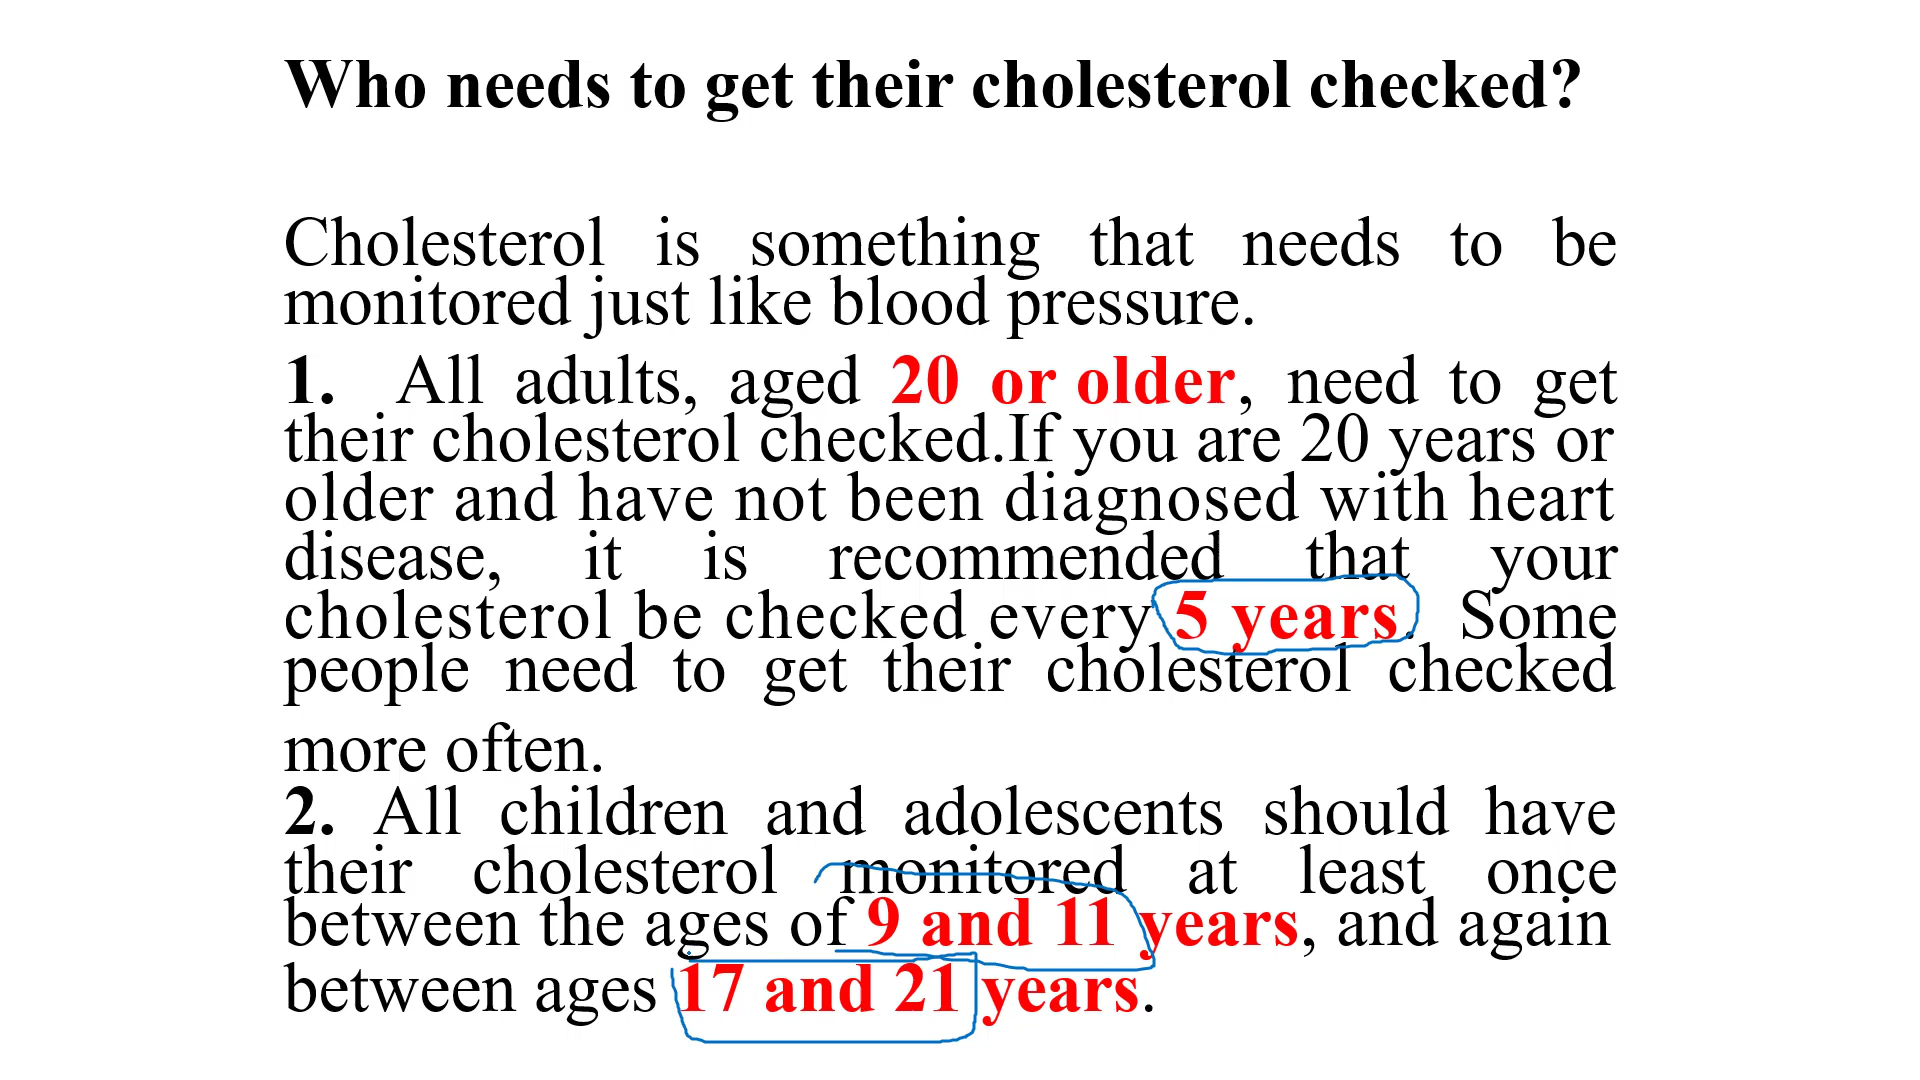 Who needs to get their cholesterol checked?
Cholesterol is something that needs to be
monitored just like blood pressure.
1. All adults, aged 20 or older, need to get
their cholesterol checked.If you are 20 years or
older and have not been diagnosed with heart
disease, it is recommended that your
cholesterol be checked every 5 years. Some
people need to get their cholesterol checked
more often.
2. All children and adolescents should have
their cholesterol monitored at least once
between the ages of 9 and 11 years, and again
between ages 17 and 21 years.